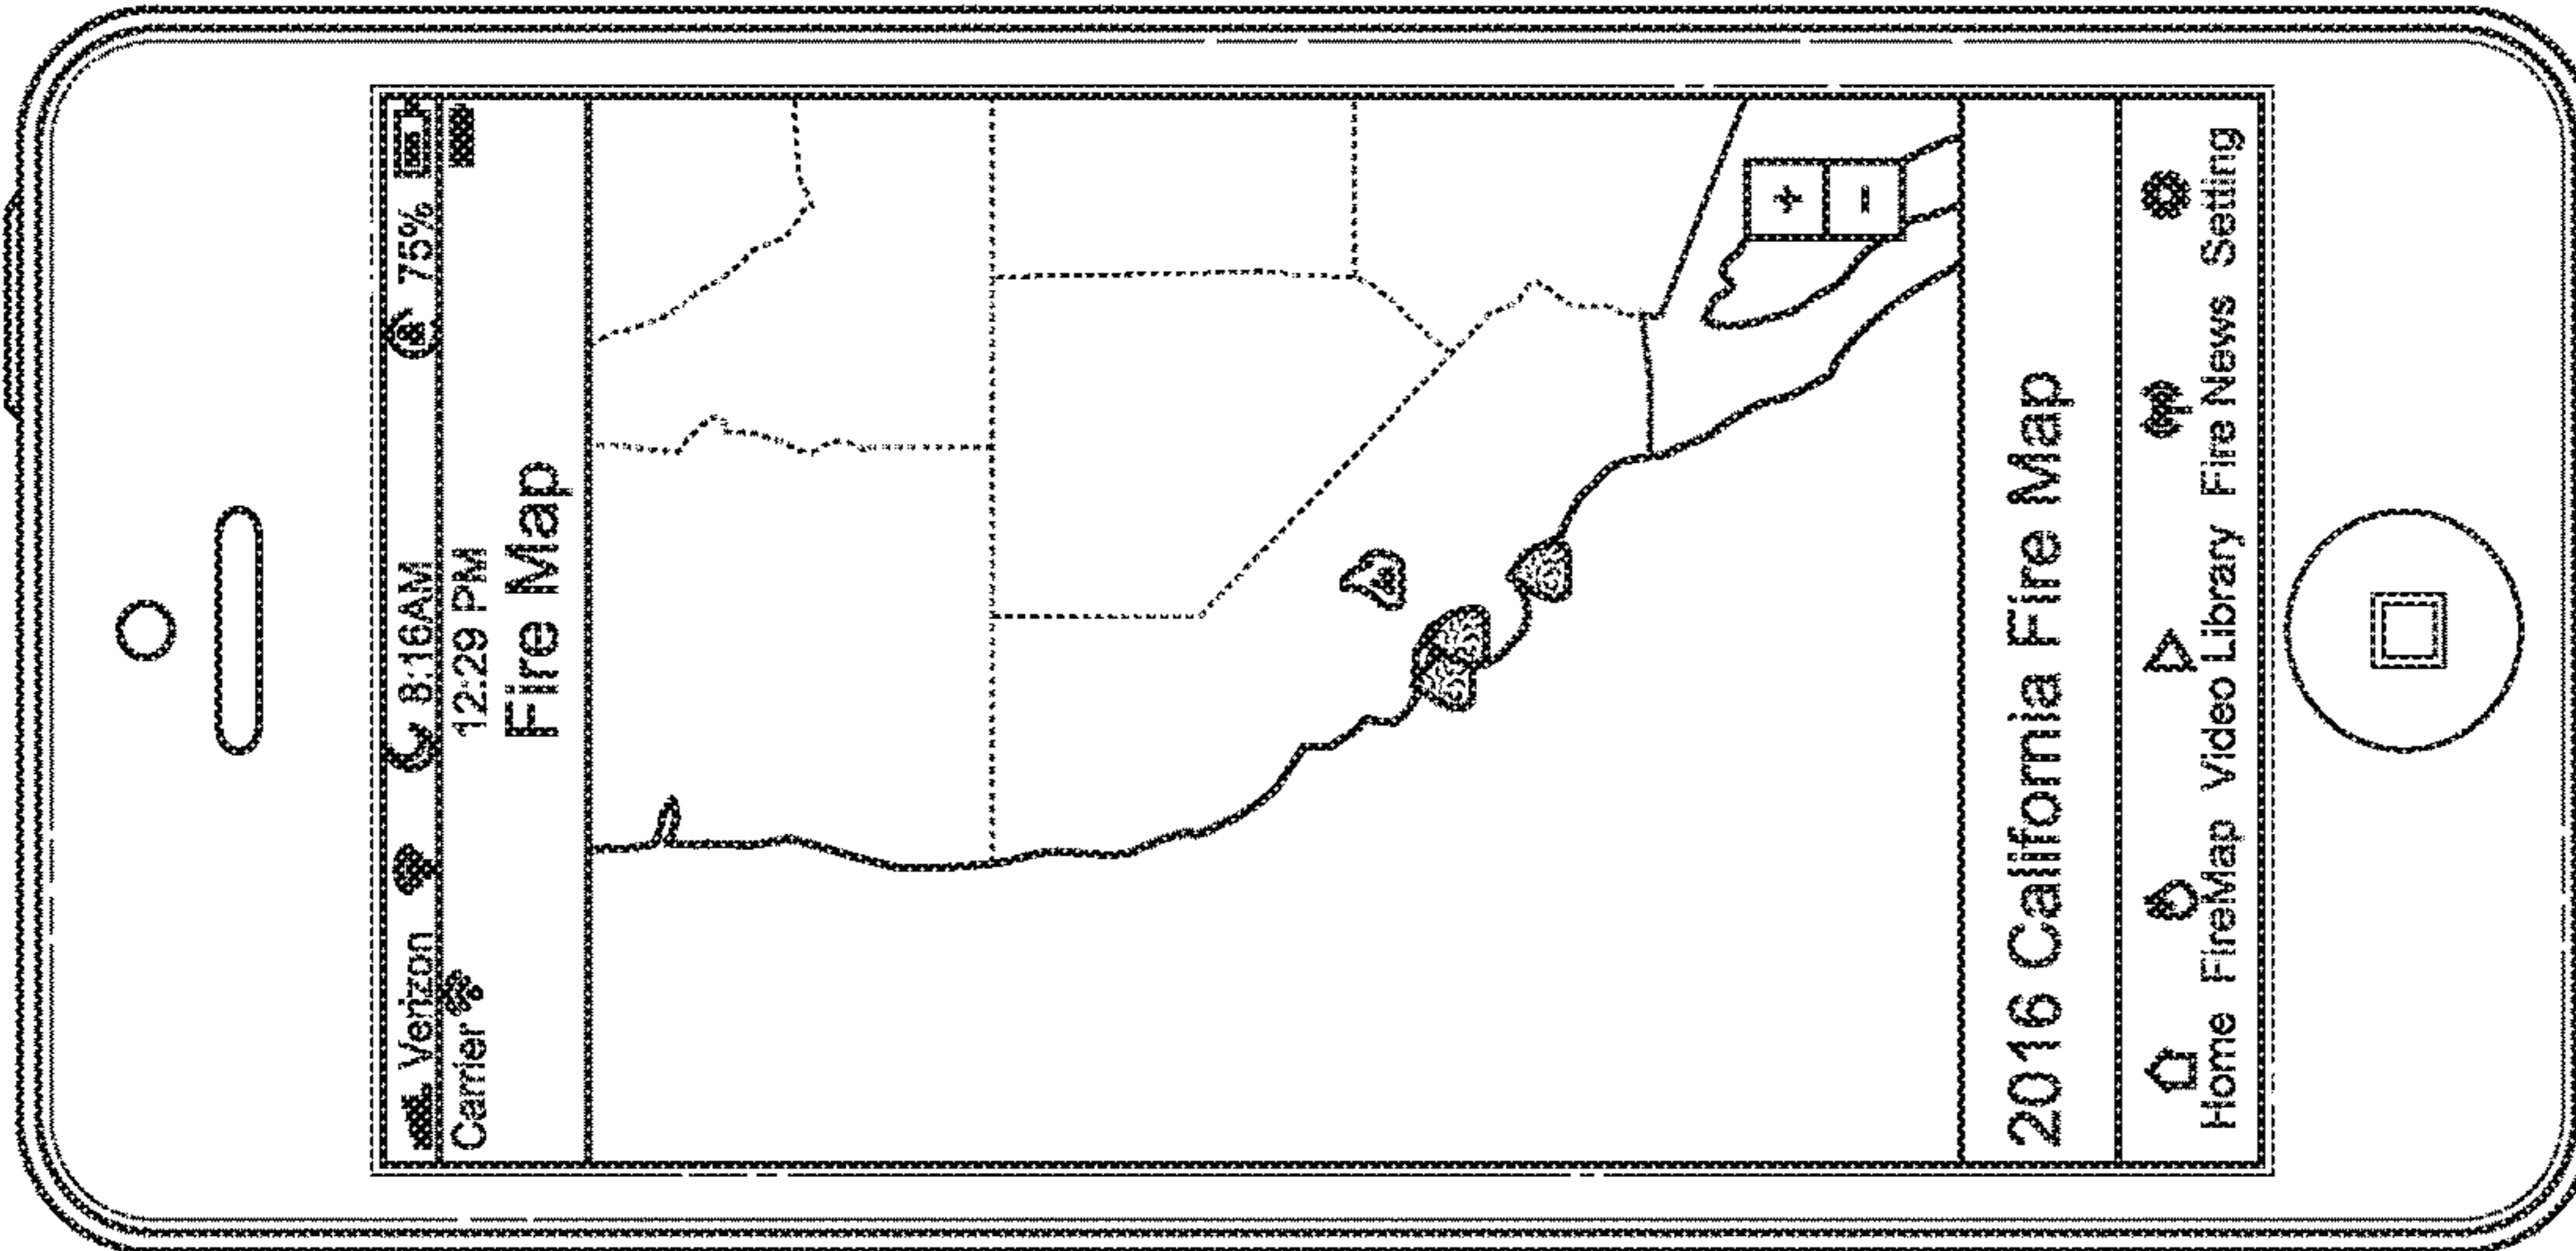 Verizon 8:16AM 75%
Carrier 12:29 PM
Fire Map
+
−
2016 California Fire Map
Home FireMap Video Library Fire News Setting